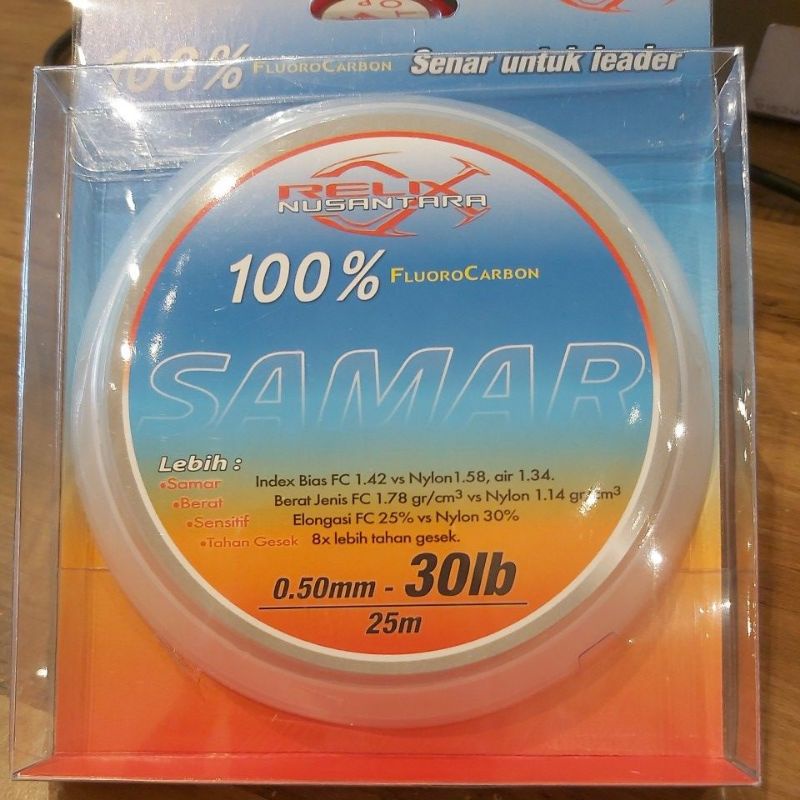 RELIX
100% FLUOROCARBON Senar untuk leader
RELIX
NUSANTARA
100% FLUOROCARBON
SAMAR
Lebih :
•Samar Index Bias FC 1.42 vs Nylon1.58, air 1.34.
•Berat Berat Jenis FC 1.78 gr/cm³ vs Nylon 1.14 gr/cm³
•Sensitif Elongasi FC 25% vs Nylon 30%
•Tahan Gesek 8x lebih tahan gesek.
0.50mm - 30lb
25m